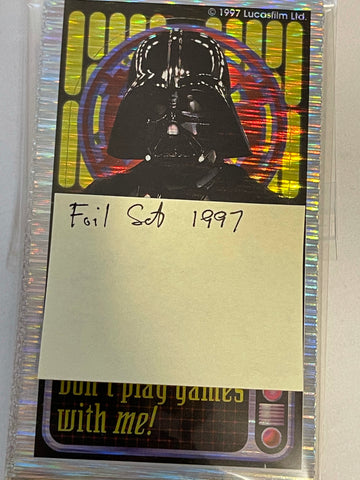 © 1997 Lucasfilm Ltd.
Foil Set 1997
Don't play games
with me!